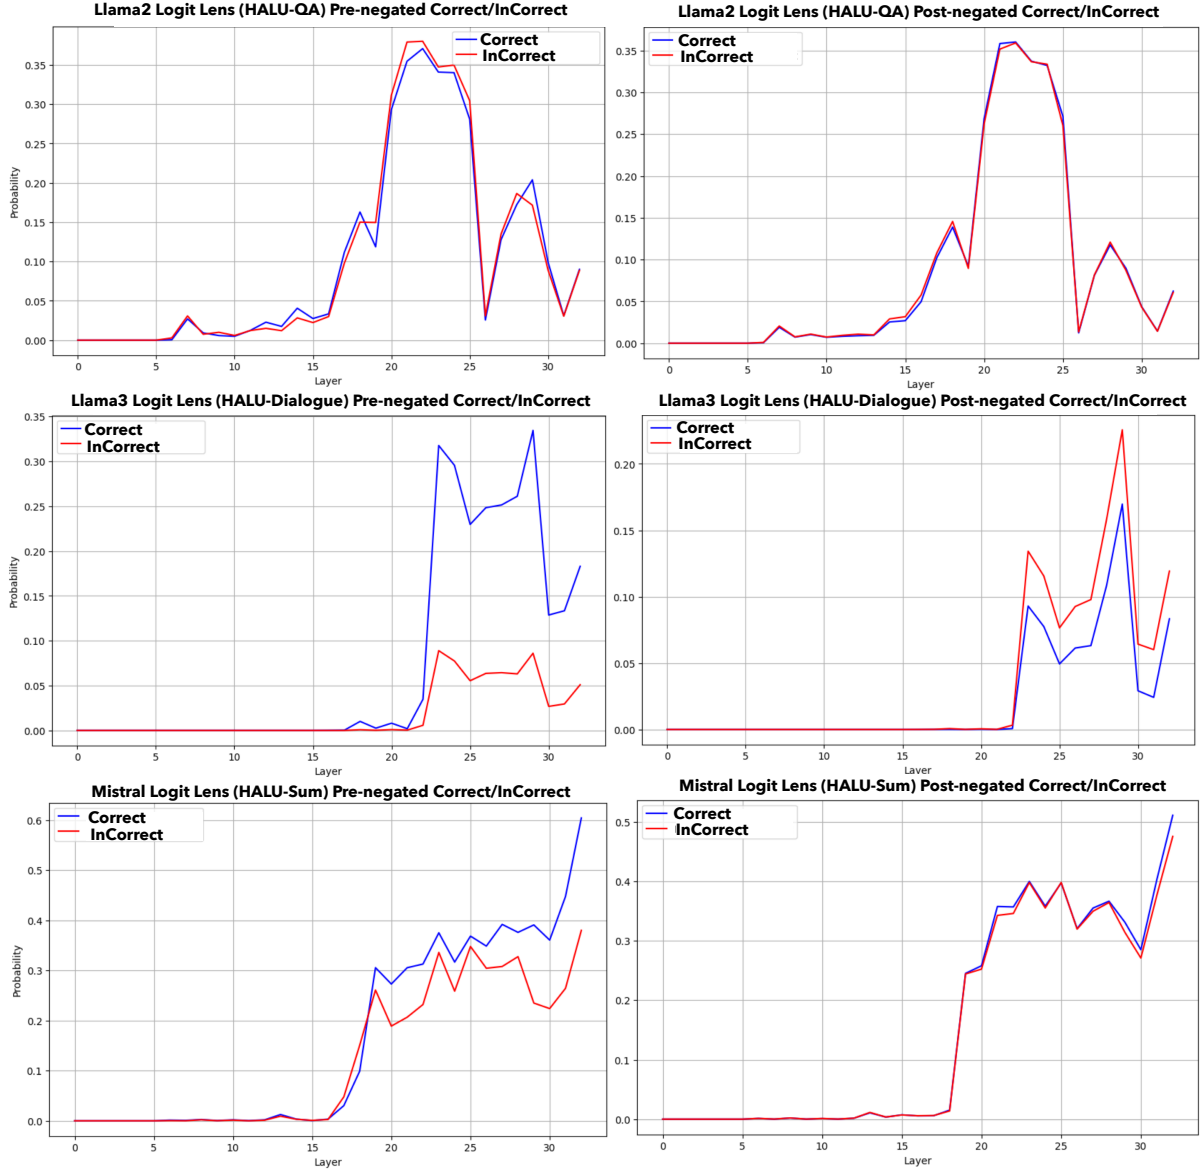 Llama2 Logit Lens (HALU-QA) Pre-negated Correct/InCorrect
Correct
InCorrect
0.35
0.30
0.25
0.20
0.15
0.10
0.05
0.00
Probability
0 5 10 15 20 25 30
Layer
Llama2 Logit Lens (HALU-QA) Post-negated Correct/InCorrect
Correct
InCorrect
0.35
0.30
0.25
0.20
0.15
0.10
0.05
0.00
0 5 10 15 20 25 30
Layer
Llama3 Logit Lens (HALU-Dialogue) Pre-negated Correct/InCorrect
Correct
InCorrect
0.35
0.30
0.25
0.20
0.15
0.10
0.05
0.00
Probability
0 5 10 15 20 25 30
Layer
Llama3 Logit Lens (HALU-Dialogue) Post-negated Correct/InCorrect
Correct
InCorrect
0.20
0.15
0.10
0.05
0.00
0 5 10 15 20 25 30
Layer
Mistral Logit Lens (HALU-Sum) Pre-negated Correct/InCorrect
Correct
InCorrect
0.6
0.5
0.4
0.3
0.2
0.1
0.0
Probability
0 5 10 15 20 25 30
Layer
Mistral Logit Lens (HALU-Sum) Post-negated Correct/InCorrect
Correct
InCorrect
0.5
0.4
0.3
0.2
0.1
0.0
0 5 10 15 20 25 30
Layer